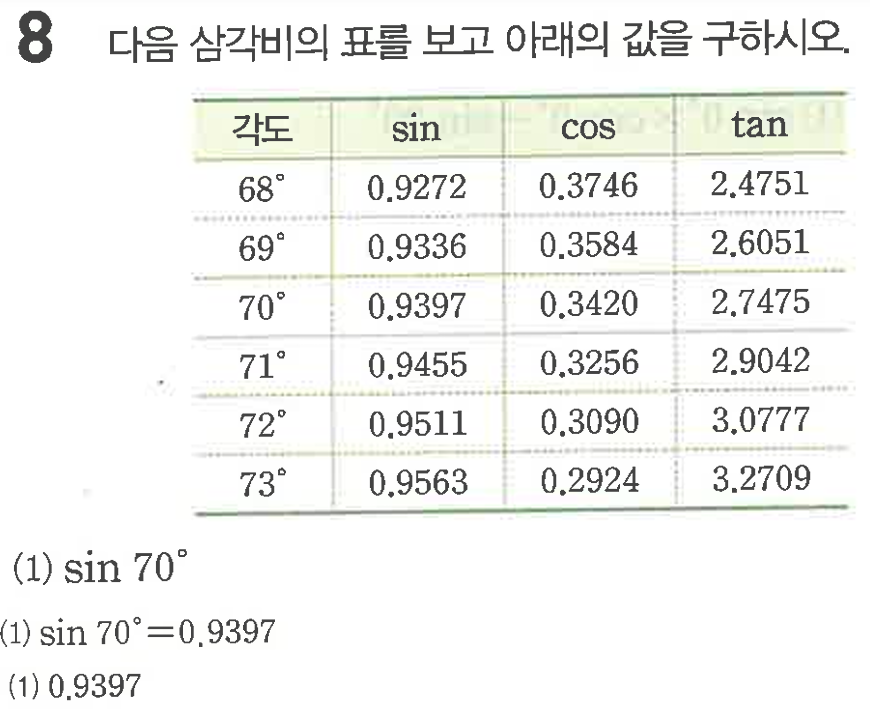 8 다음 삼각비의 표를 보고 아래의 값을 구하시오.
각도 sin cos tan
68° 0.9272 0.3746 2.4751
69° 0.9336 0.3584 2.6051
70° 0.9397 0.3420 2.7475
71° 0.9455 0.3256 2.9042
72° 0.9511 0.3090 3.0777
73° 0.9563 0.2924 3.2709
(1) sin 70°
(1) sin 70°=0.9397
(1) 0.9397